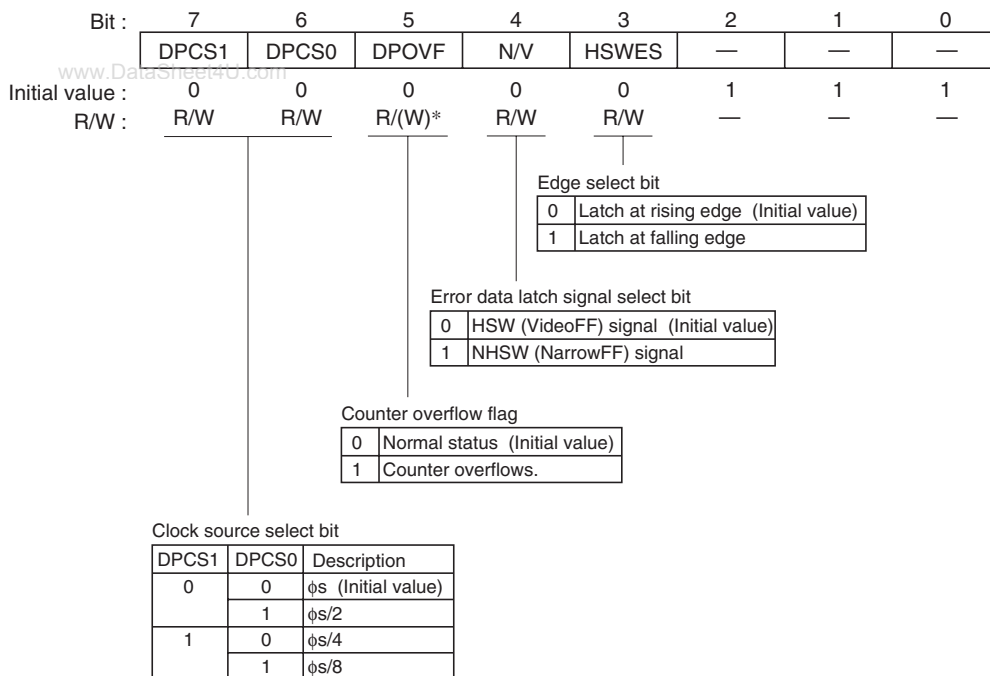 Bit : 7 6 5 4 3 2 1 0
DPCS1 DPCS0 DPOVF N/V HSWES — — —
www.DataSheet4U.com
Initial value : 0 0 0 0 0 1 1 1
R/W : R/W R/W R/(W)* R/W R/W — — —
Edge select bit
0 Latch at rising edge (Initial value)
1 Latch at falling edge
Error data latch signal select bit
0 HSW (VideoFF) signal (Initial value)
1 NHSW (NarrowFF) signal
Counter overflow flag
0 Normal status (Initial value)
1 Counter overflows.
Clock source select bit
DPCS1 DPCS0 Description
0 0 ϕs (Initial value)
1 ϕs/2
1 0 ϕs/4
1 ϕs/8